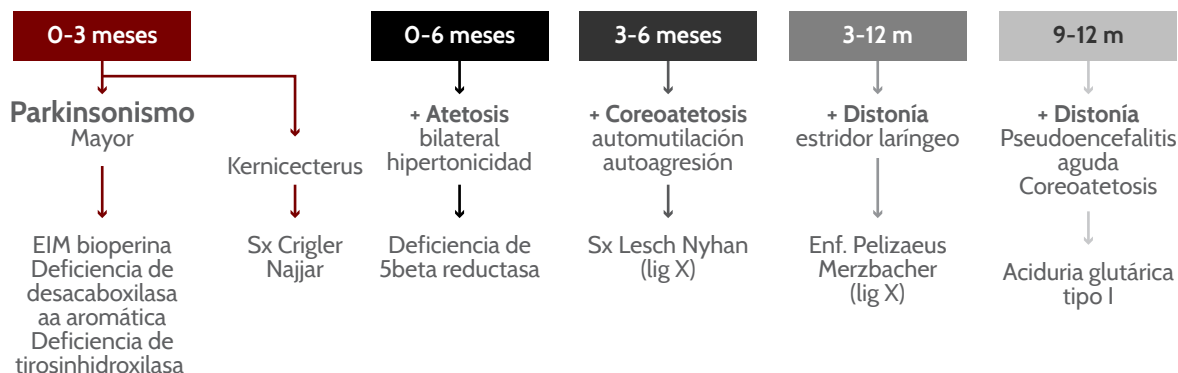 0-3 meses
Parkinsonismo
Mayor
EIM bioperina
Deficiencia de
desacaboxilasa
aa aromática
Deficiencia de
tirosinhidroxilasa
Kernicecterus
Sx Crigler
Najjar
0-6 meses
+ Atetosis
bilateral
hipertonicidad
Deficiencia de
5beta reductasa
3-6 meses
+ Coreoatetosis
automutilación
autoagresión
Sx Lesch Nyhan
(lig X)
3-12 m
+ Distonía
estridor laríngeo
Enf. Pelizaeus
Merzbacher
(lig X)
9-12 m
+ Distonía
Pseudoencefalitis
aguda
Coreoatetosis
Aciduria glutárica
tipo I